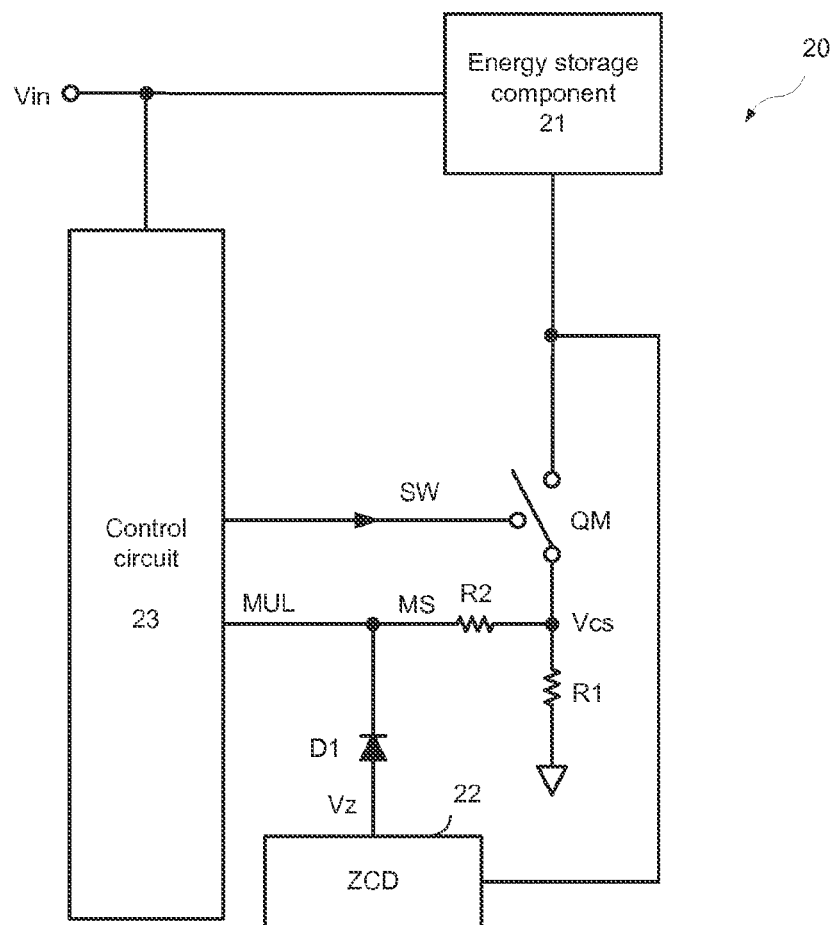 20
Energy storage
component
21
Vin
SW
QM
Control
circuit
23
MUL
MS
R2
Vcs
R1
D1
Vz
22
ZCD